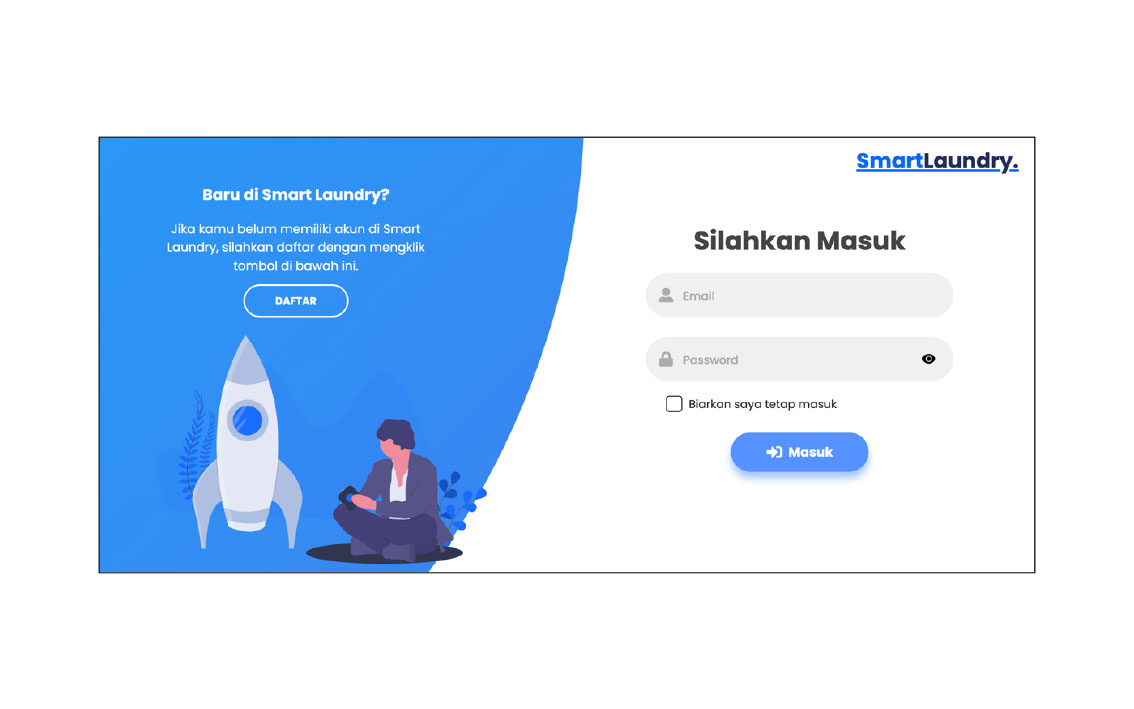 Baru di Smart Laundry?
Jika kamu belum memiliki akun di Smart
Laundry, silahkan daftar dengan mengklik
tombol di bawah ini.
DAFTAR
SmartLaundry.
Silahkan Masuk
Email
Password
Biarkan saya tetap masuk
Masuk